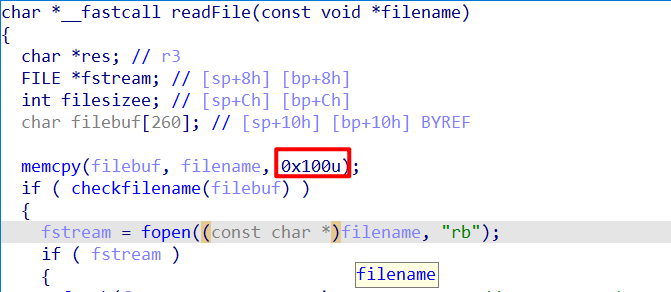 char *__fastcall readFile(const void *filename)
{
char *res; // r3
FILE *fstream; // [sp+8h] [bp+8h]
int filesizee; // [sp+Ch] [bp+Ch]
char filebuf[260]; // [sp+10h] [bp+10h] BYREF
memcpy(filebuf, filename, 0x100u);
if ( checkfilename(filebuf) )
{
fstream = fopen((const char *)filename, "rb");
if ( fstream )
{
filename